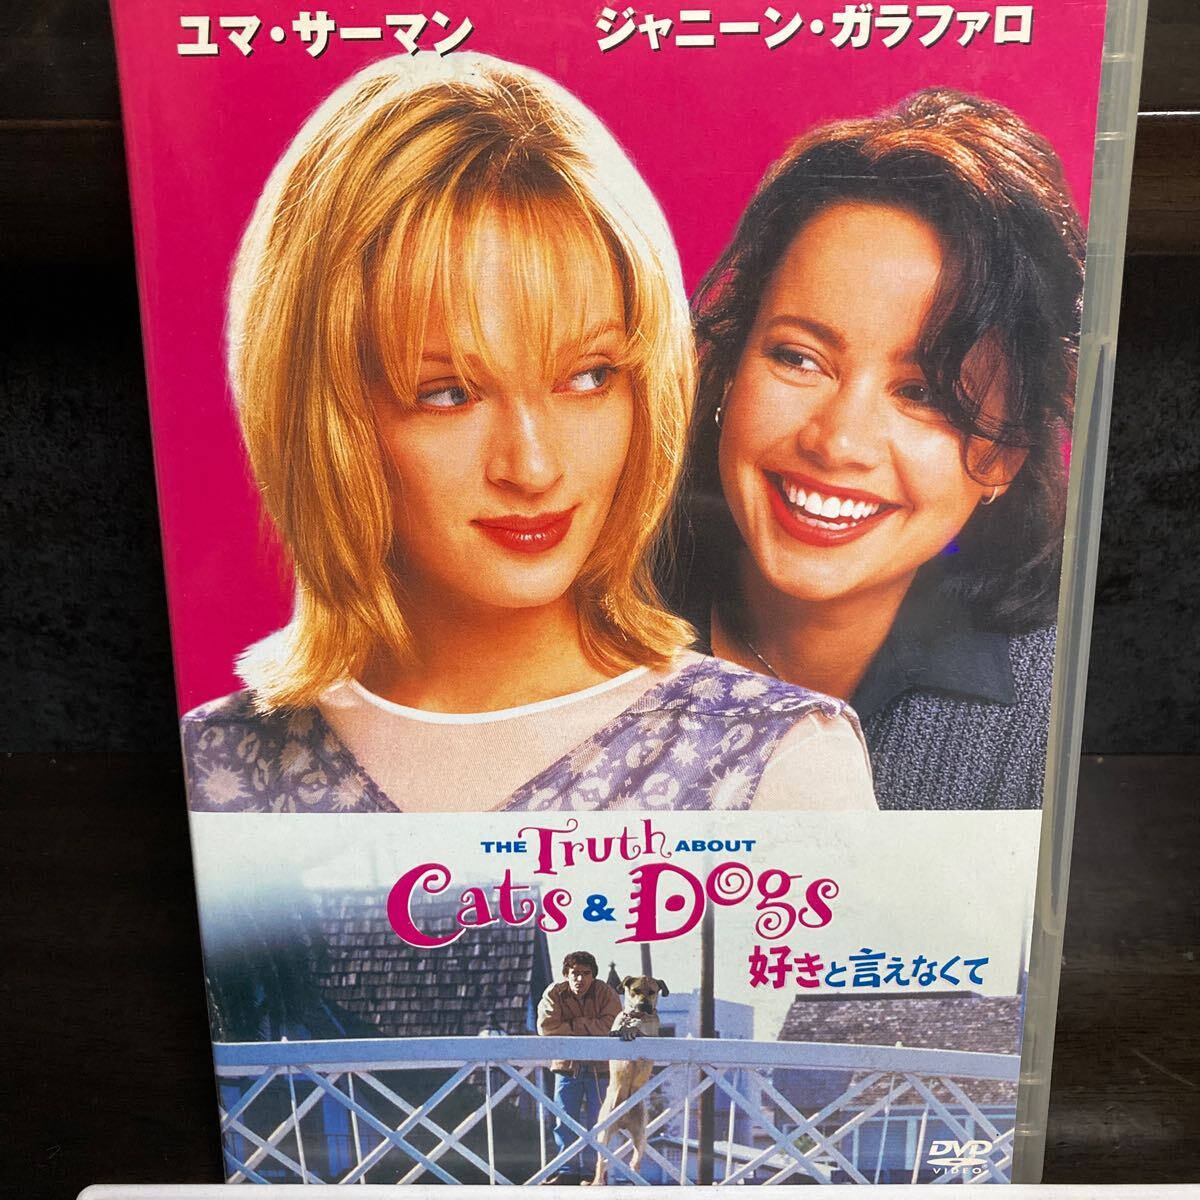 ユマ・サーマン ジャニーン・ガラファロ
THE Truth ABOUT
Cats & Dogs
好きと言えなくて
DVD
VIDEO